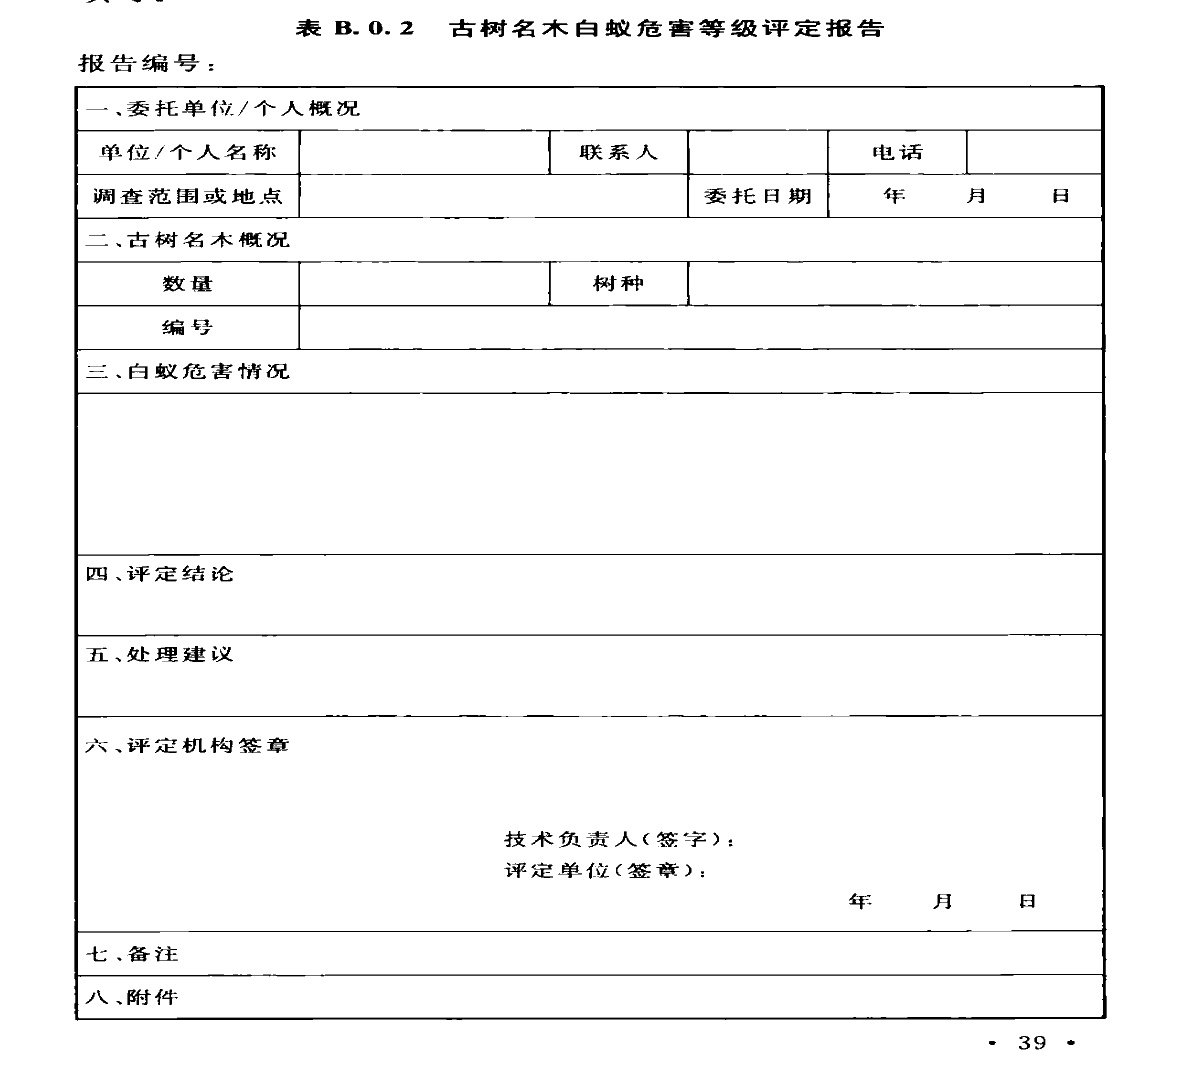 表 B.0.2 古树名木白蚁危害等级评定报告
报告编号：
一、委托单位/个人概况
单位/个人名称 联系人 电话
调查范围或地点 委托日期 年 月 日
二、古树名木概况
数量 树种
编号
三、白蚁危害情况
四、评定结论
五、处理建议
六、评定机构签章
技术负责人(签字)：
评定单位(签章)：
年 月 日
七、备注
八、附件
• 39 •